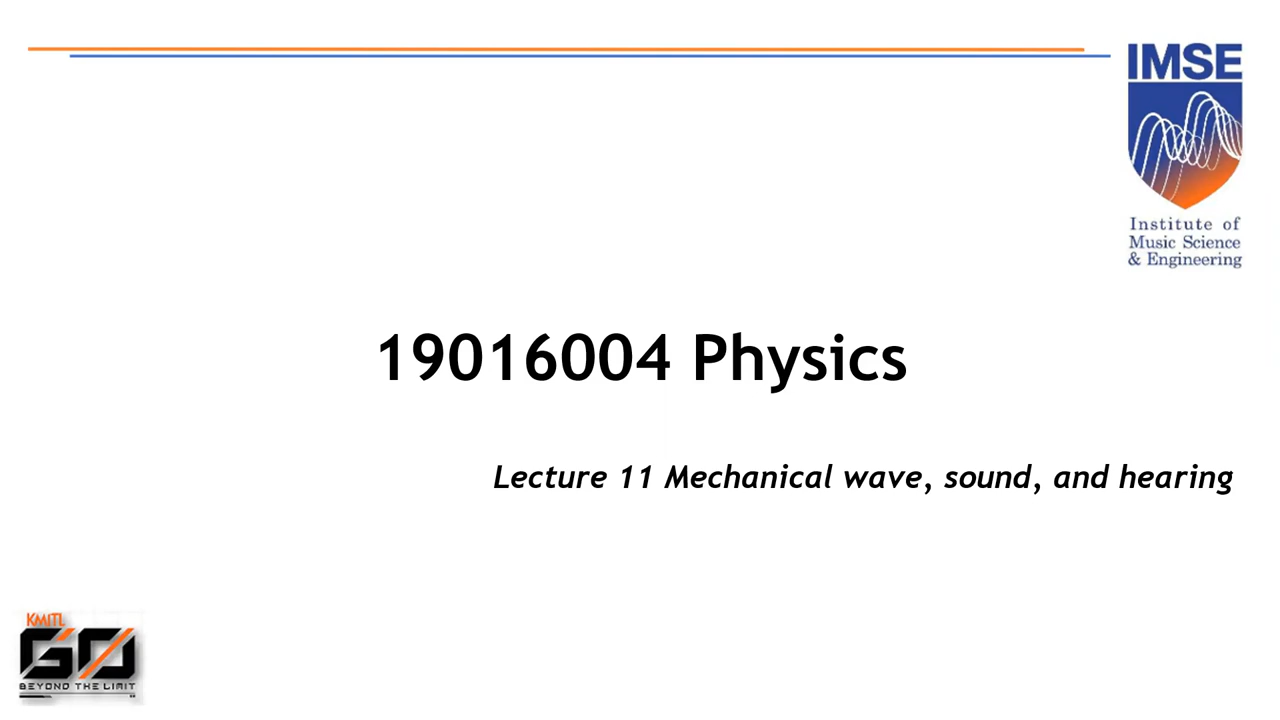 IMSE
Institute of
Music Science
& Engineering
19016004 Physics
Lecture 11 Mechanical wave, sound, and hearing
KMITL
GO
BEYOND THE LIMIT